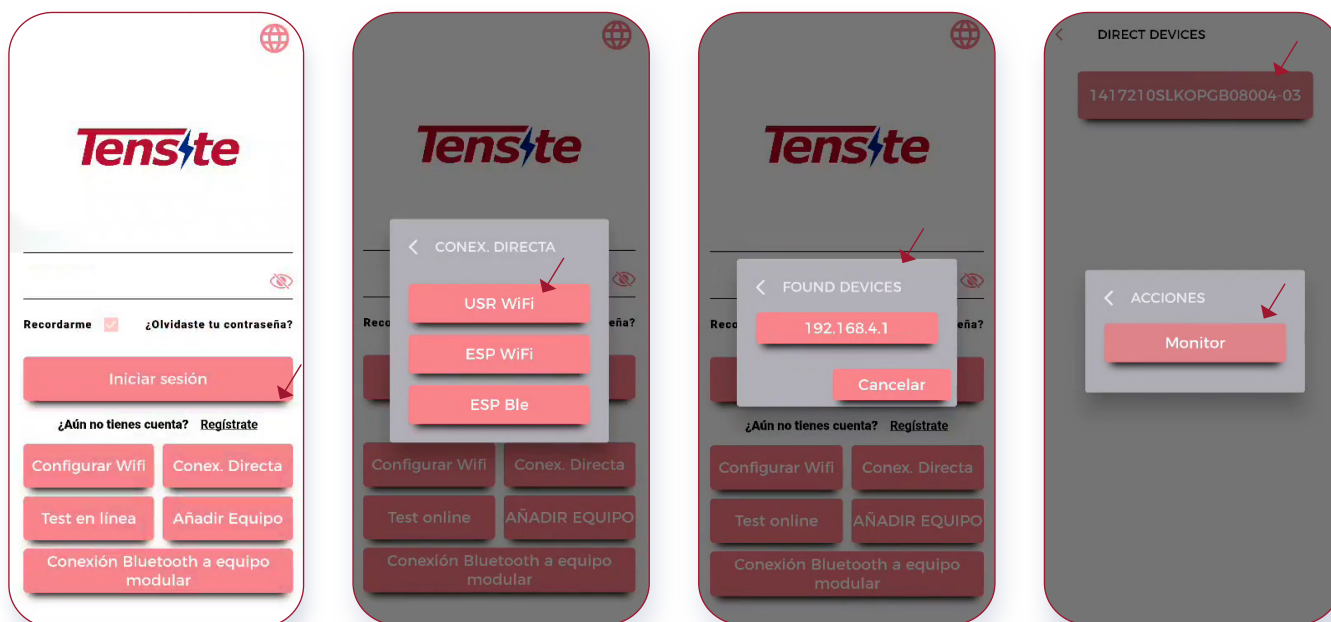 Tensite
Recordarme
¿Olvidaste tu contraseña?
Iniciar sesión
¿Aún no tienes cuenta? Regístrate
Configurar Wifi
Conex. Directa
Test en línea
Añadir Equipo
Conexión Bluetooth a equipo
modular
Tensite
CONEX. DIRECTA
USR WiFi
ESP WiFi
ESP Ble
Configurar Wifi
Conex. Directa
Test online
AÑADIR EQUIPO
Conexión Bluetooth a equipo
modular
Tensite
FOUND DEVICES
192.168.4.1
Cancelar
¿Aún no tienes cuenta? Regístrate
Configurar Wifi
Conex. Directa
Test online
AÑADIR EQUIPO
Conexión Bluetooth a equipo
modular
DIRECT DEVICES
1417210SLKOPGB08004-03
ACCIONES
Monitor